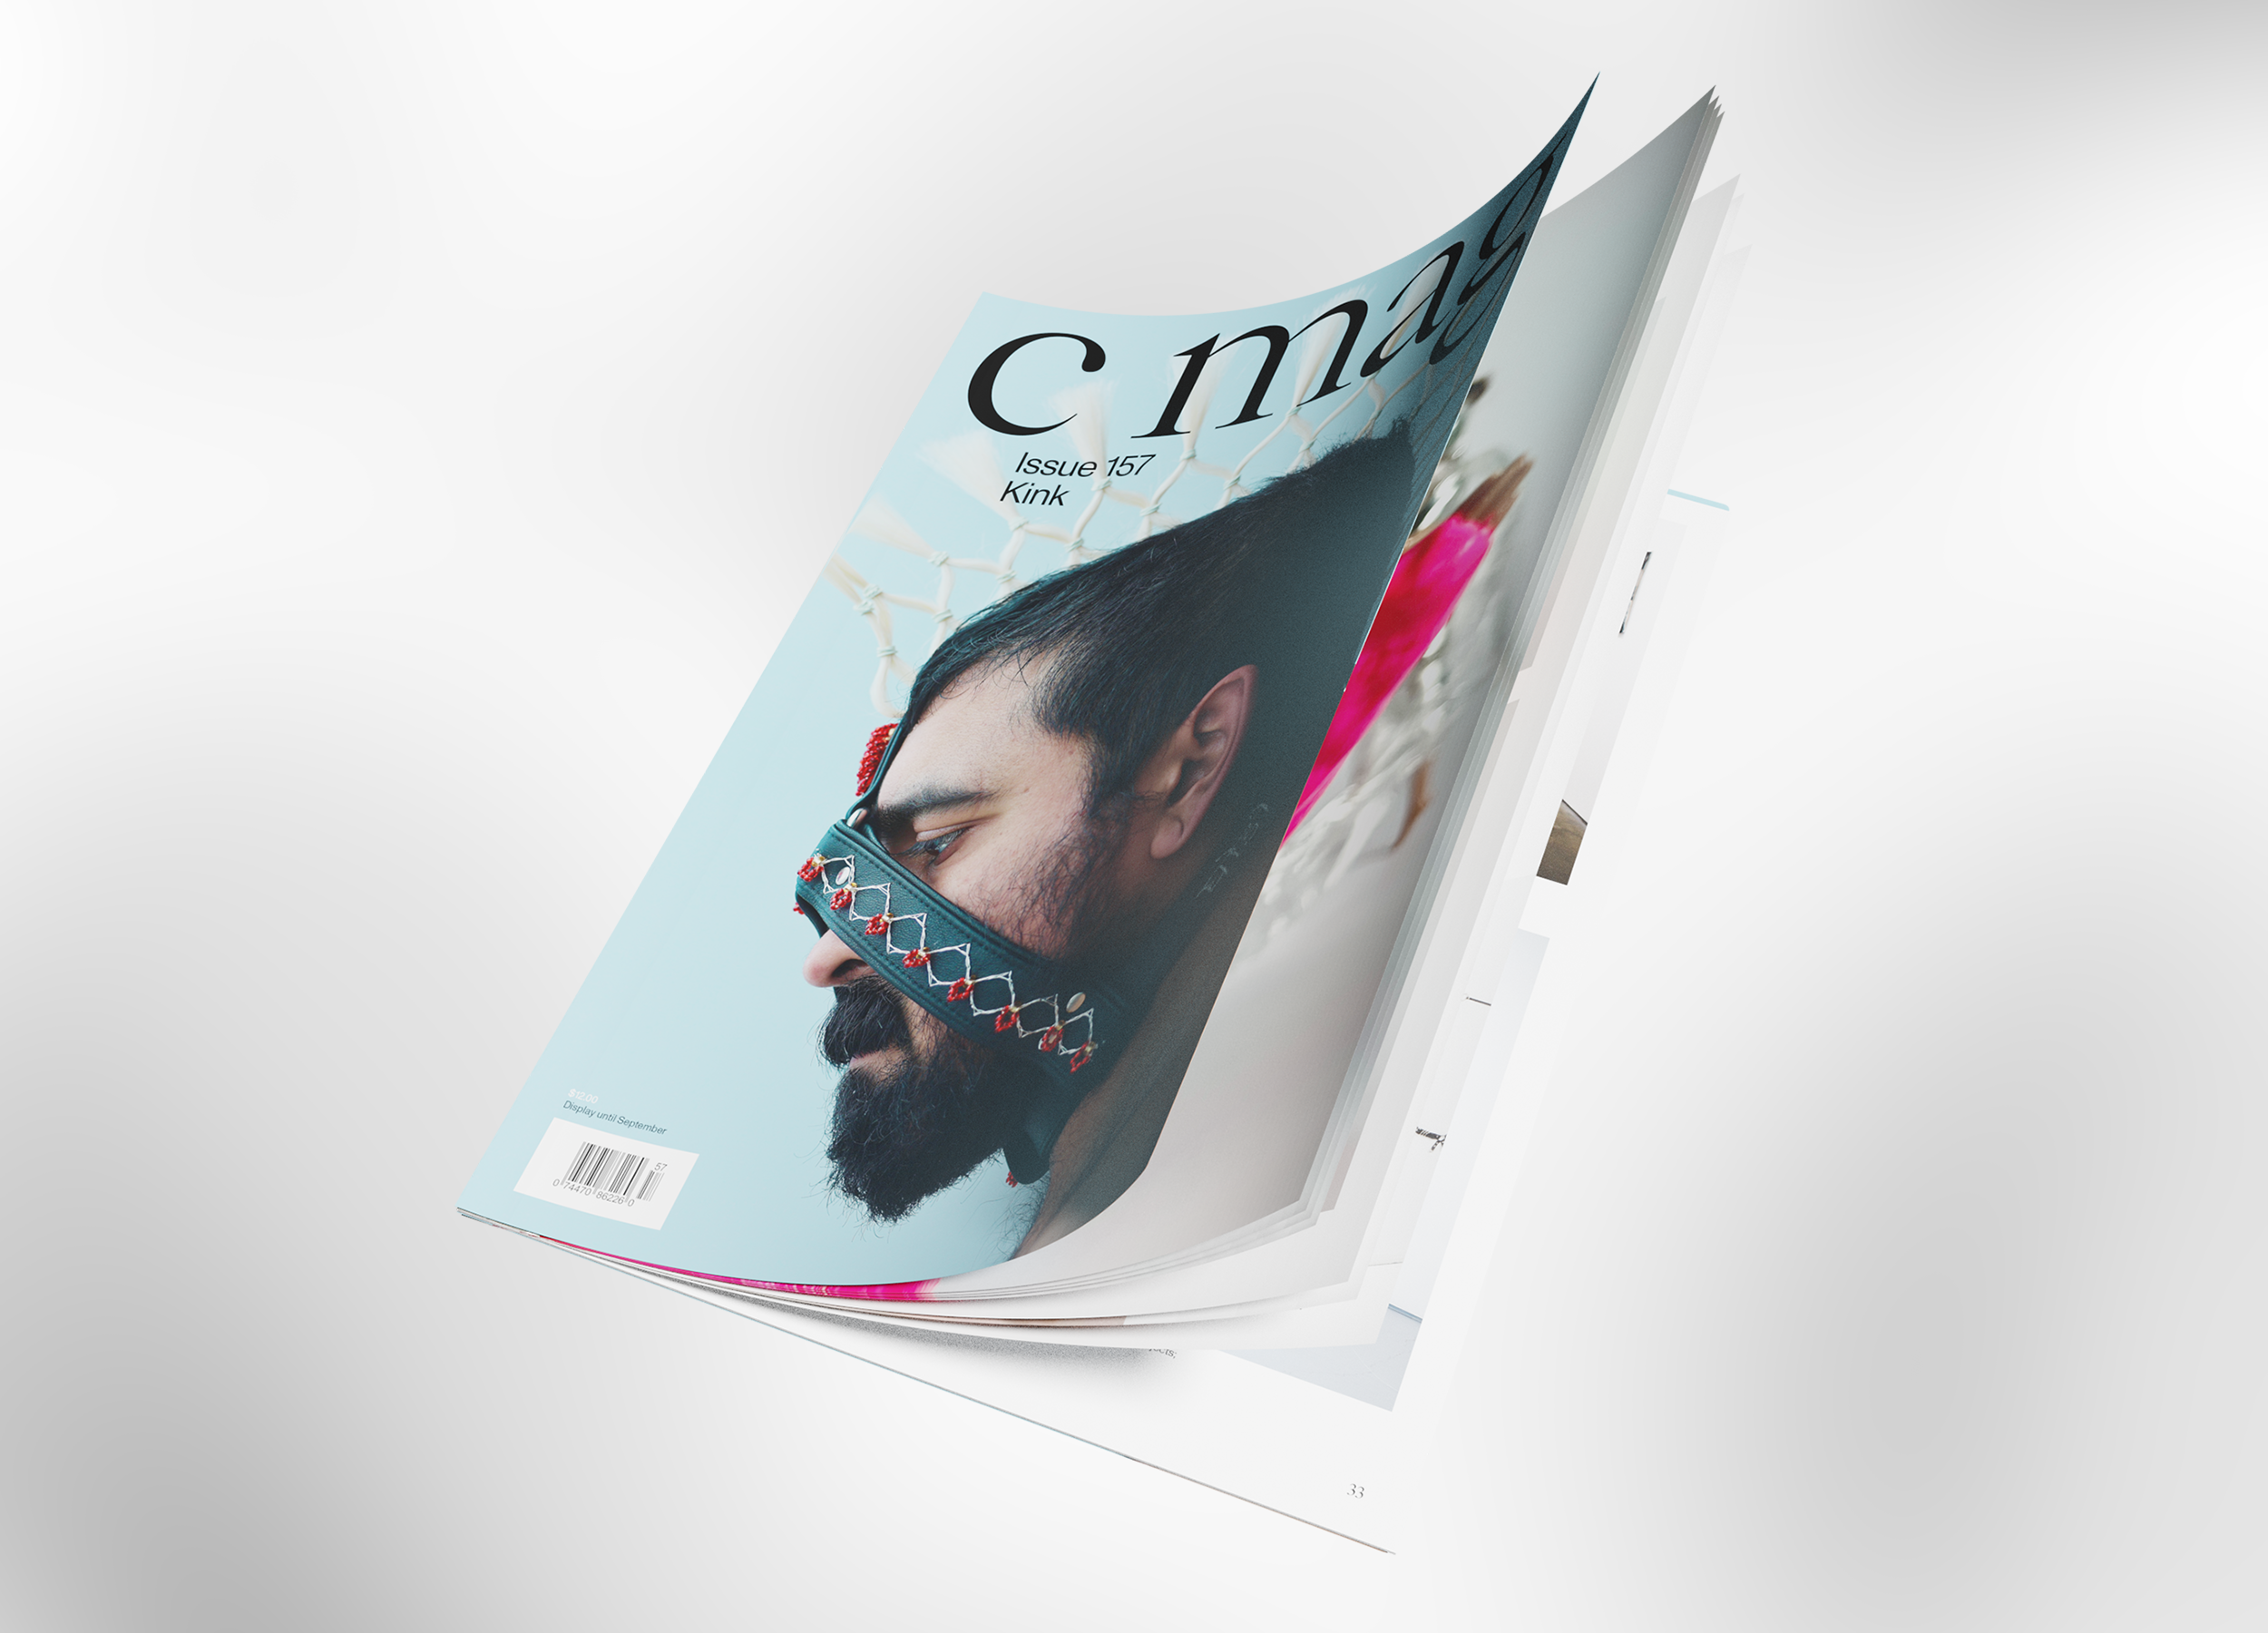 c mag
Issue 157
Kink
$12.00
Display until September
57
0 74470 86226 0
33